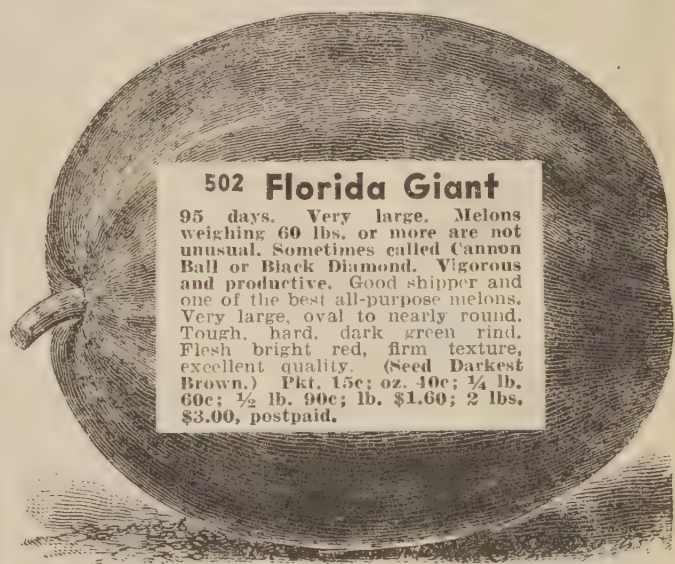 502 Florida Giant
95 days. Very large. Melons
weighing 60 lbs. or more are not
unusual. Sometimes called Cannon
Ball or Black Diamond. Vigorous
and productive. Good shipper and
one of the best all-purpose melons.
Very large, oval to nearly round.
Tough, hard, dark green rind.
Flesh bright red, firm texture,
excellent quality. (Seed Darkest
Brown.) Pkt. 15c; oz. 40c; ¼ lb.
60c; ½ lb. 90c; lb. $1.60; 2 lbs.
$3.00, postpaid.